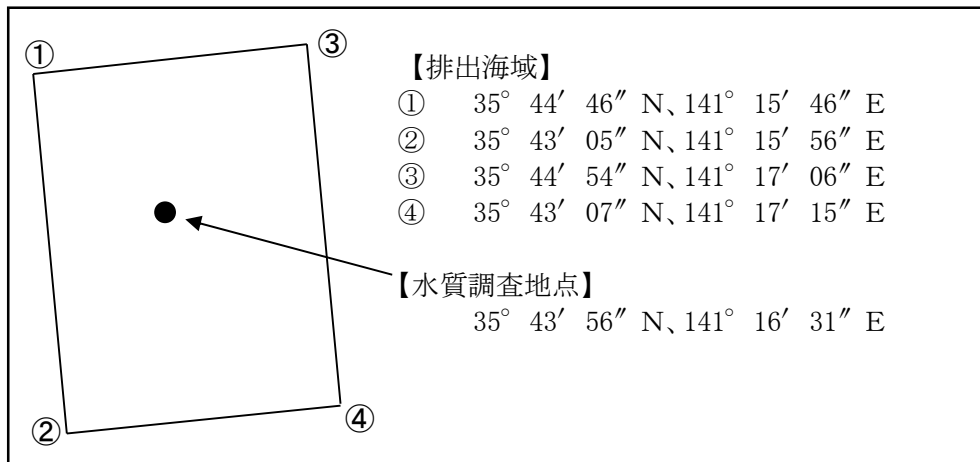 ①
③
②
④
【排出海域】
① 35° 44′ 46″ N、141° 15′ 46″ E
② 35° 43′ 05″ N、141° 15′ 56″ E
③ 35° 44′ 54″ N、141° 17′ 06″ E
④ 35° 43′ 07″ N、141° 17′ 15″ E
【水質調査地点】
35° 43′ 56″ N、141° 16′ 31″ E